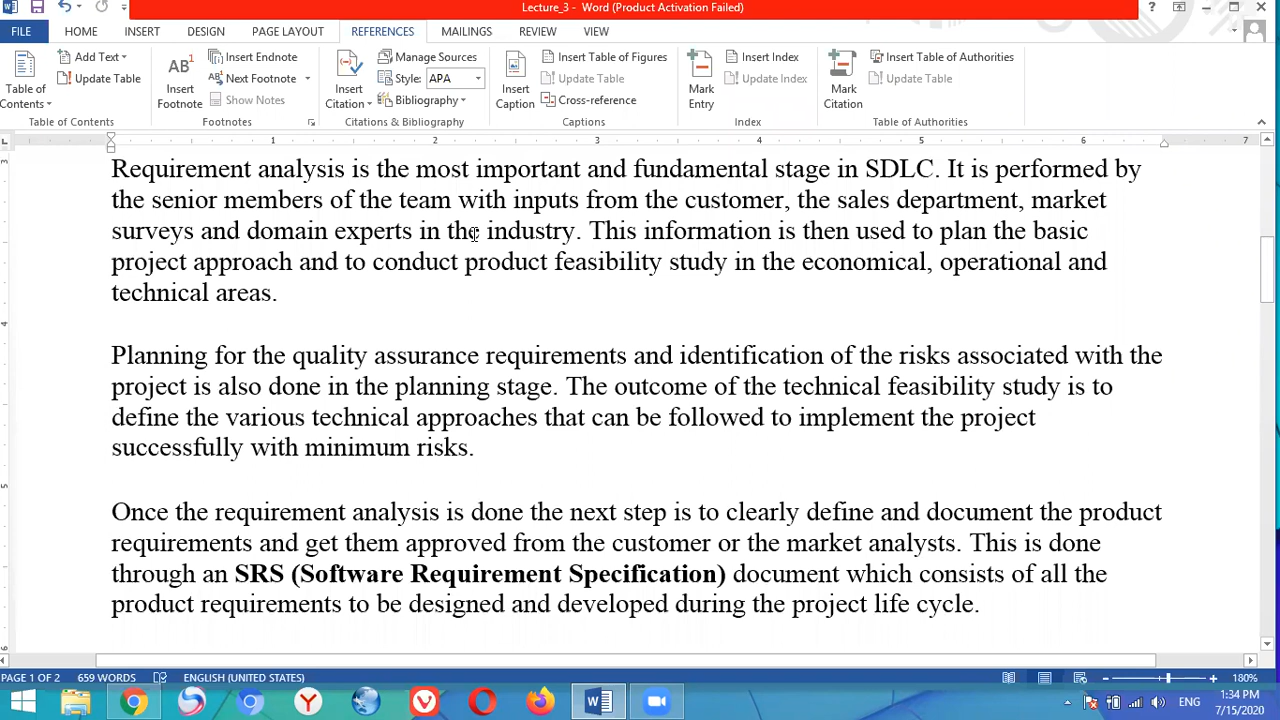 Lecture_3 - Word (Product Activation Failed)
FILE HOME INSERT DESIGN PAGE LAYOUT REFERENCES MAILINGS REVIEW VIEW
Add Text Insert Endnote Manage Sources Insert Table of Figures Insert Index Insert Table of Authorities
Update Table Next Footnote Style: APA Update Table Update Index Update Table
Table of Contents Insert Footnote Show Notes Insert Citation Bibliography Insert Caption Cross-reference Mark Entry Mark Citation
Table of Contents Footnotes Citations & Bibliography Captions Index Table of Authorities
1 2 3 4 5 6 7
Requirement analysis is the most important and fundamental stage in SDLC. It is performed by
the senior members of the team with inputs from the customer, the sales department, market
surveys and domain experts in the industry. This information is then used to plan the basic
project approach and to conduct product feasibility study in the economical, operational and
technical areas.
Planning for the quality assurance requirements and identification of the risks associated with the
project is also done in the planning stage. The outcome of the technical feasibility study is to
define the various technical approaches that can be followed to implement the project
successfully with minimum risks.
Once the requirement analysis is done the next step is to clearly define and document the product
requirements and get them approved from the customer or the market analysts. This is done
through an SRS (Software Requirement Specification) document which consists of all the
product requirements to be designed and developed during the project life cycle.
PAGE 1 OF 2 659 WORDS ENGLISH (UNITED STATES) 180%
ENG 1:34 PM
7/15/2020